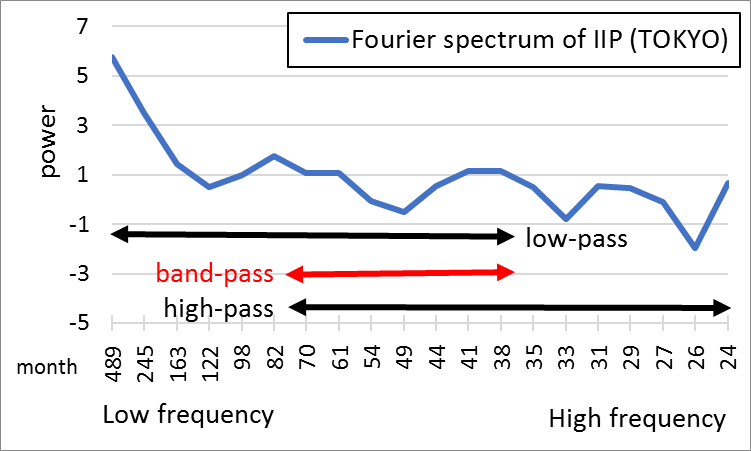 7
Fourier spectrum of IIP (TOKYO)
5
3
power
1
-1
low-pass
-3
band-pass
high-pass
-5
month
489 245 163 122 98 82 70 61 54 49 44 41 38 35 33 31 29 27 26 24
Low frequency
High frequency